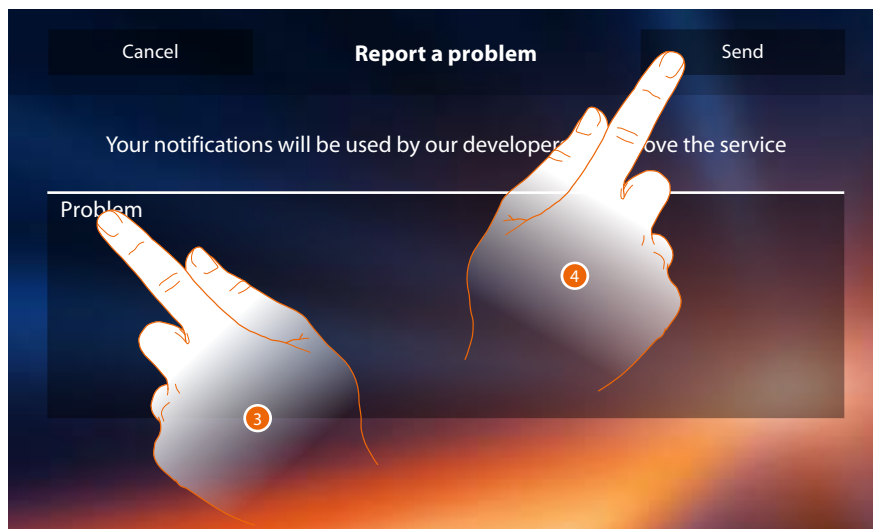 Cancel
Report a problem
Send
Your notifications will be used by our developer ove the service
Problem
4
3